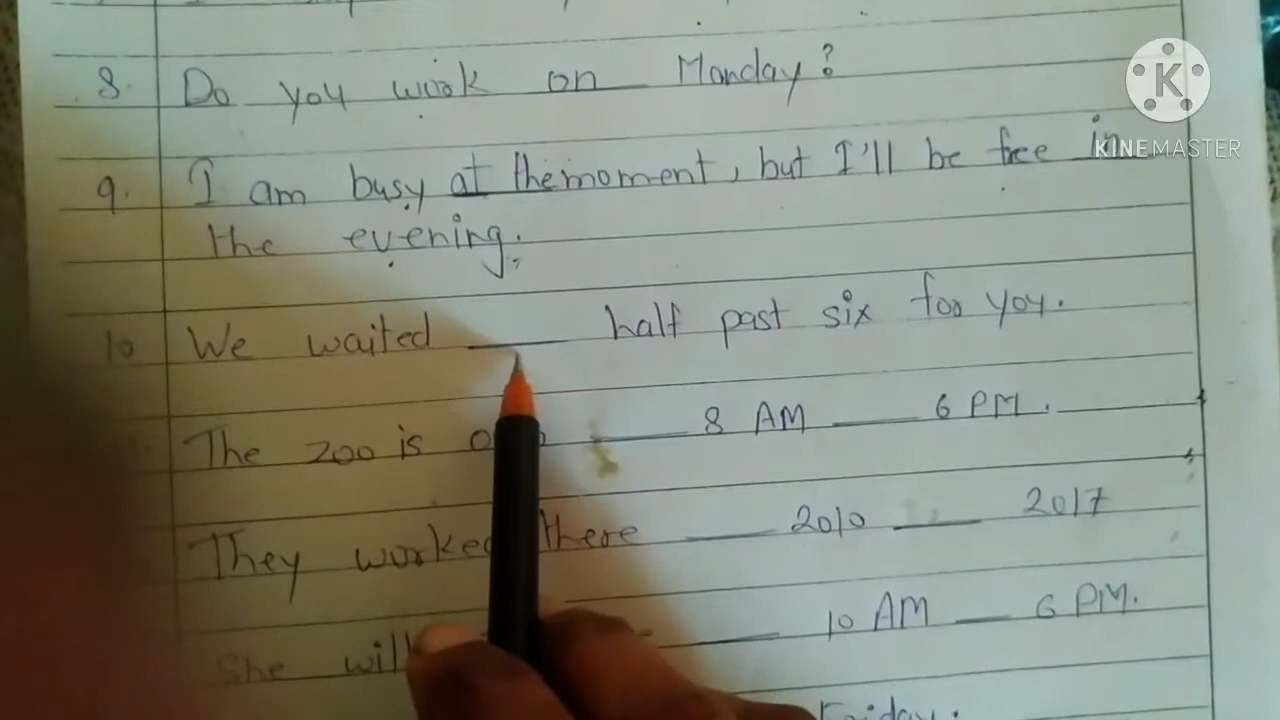 8. Do you work on Monday?
K
KINEMASTER
9. I am busy at the moment, but I'll be free in
the evening.
10 We waited ___ half past six for you.
The zoo is ___ 8 AM ___ 6 PM.
They worked there ___ 2010 ___ 2017
She will ___ 10 AM ___ 6 PM.
Friday.